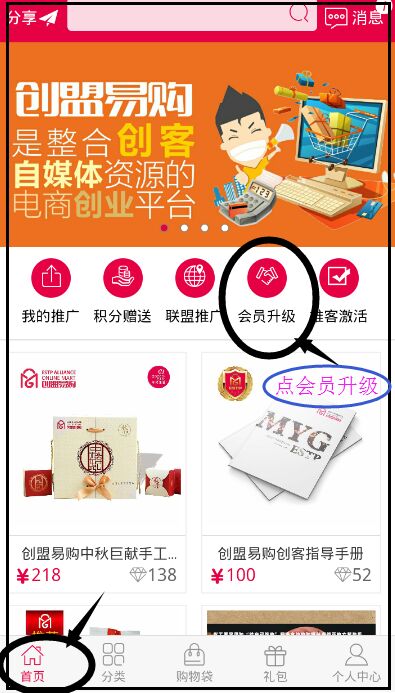 分享
消息
创盟易购
是整合创客
自媒体资源的
电商创业平台
我的推广 积分赠送 联盟推广 会员升级 推客激活
点会员升级
ESTP ALLIANCE
ONLINE MART
创盟易购
MYG
ESTP
创盟易购中秋巨献手工...
创盟易购创客指导手册
¥218 138
¥100 52
首页 分类 购物袋 礼包 个人中心